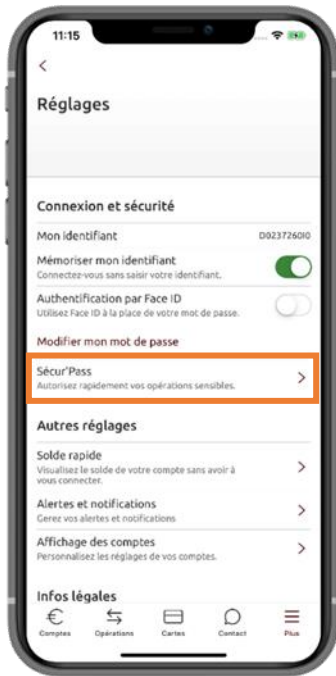 11:15
Réglages
Connexion et sécurité
Mon identifiant D023726010
Mémoriser mon identifiant
Connectez-vous sans saisir votre identifiant.
Authentification par Face ID
Utilisez Face ID à la place de votre mot de passe.
Modifier mon mot de passe
Sécur'Pass
Autorisez rapidement vos opérations sensibles.
Autres réglages
Solde rapide
Visualisez le solde de votre compte sans avoir à
vous connecter.
Alertes et notifications
Gerez vos alertes et notifications
Affichage des comptes
Personnalisez les réglages de vos comptes.
Infos légales
Comptes Opérations Cartes Contact Plus